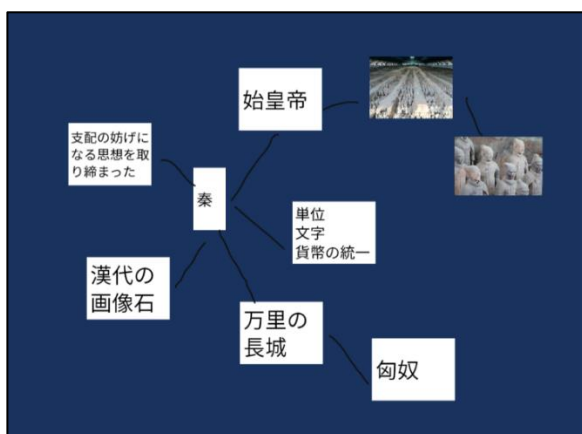 始皇帝
支配の妨げに
なる思想を取
り締まった
秦
単位
文字
貨幣の統一
漢代の
画像石
万里の
長城
匈奴